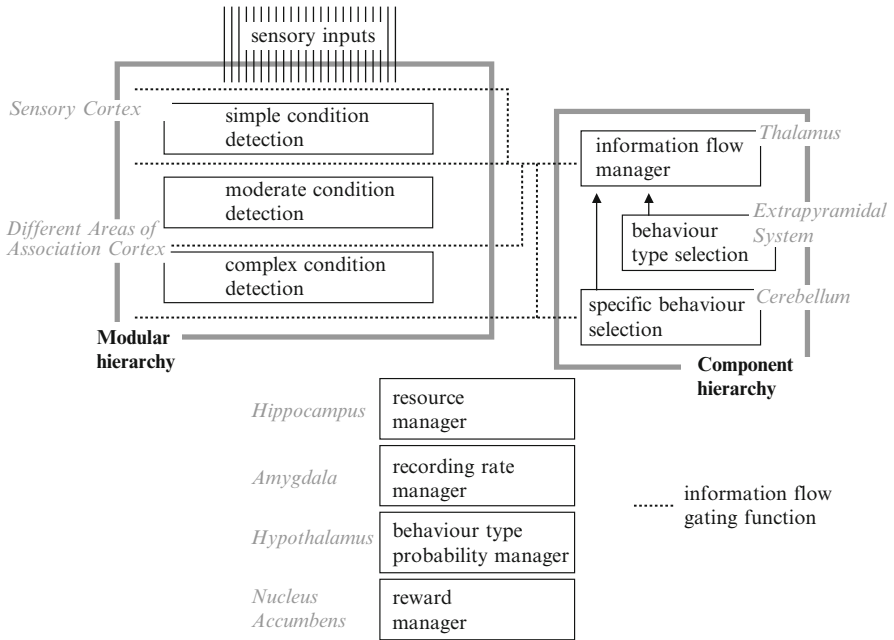 sensory inputs
Sensory Cortex
simple condition
detection
moderate condition
detection
Different Areas of
Association Cortex
complex condition
detection
Modular
hierarchy
information flow
manager
Thalamus
behaviour
type selection
Extrapyramidal
System
specific behaviour
selection
Cerebellum
Component
hierarchy
Hippocampus
resource
manager
Amygdala
recording rate
manager
Hypothalamus
behaviour type
probability manager
Nucleus
Accumbens
reward
manager
information flow
gating function